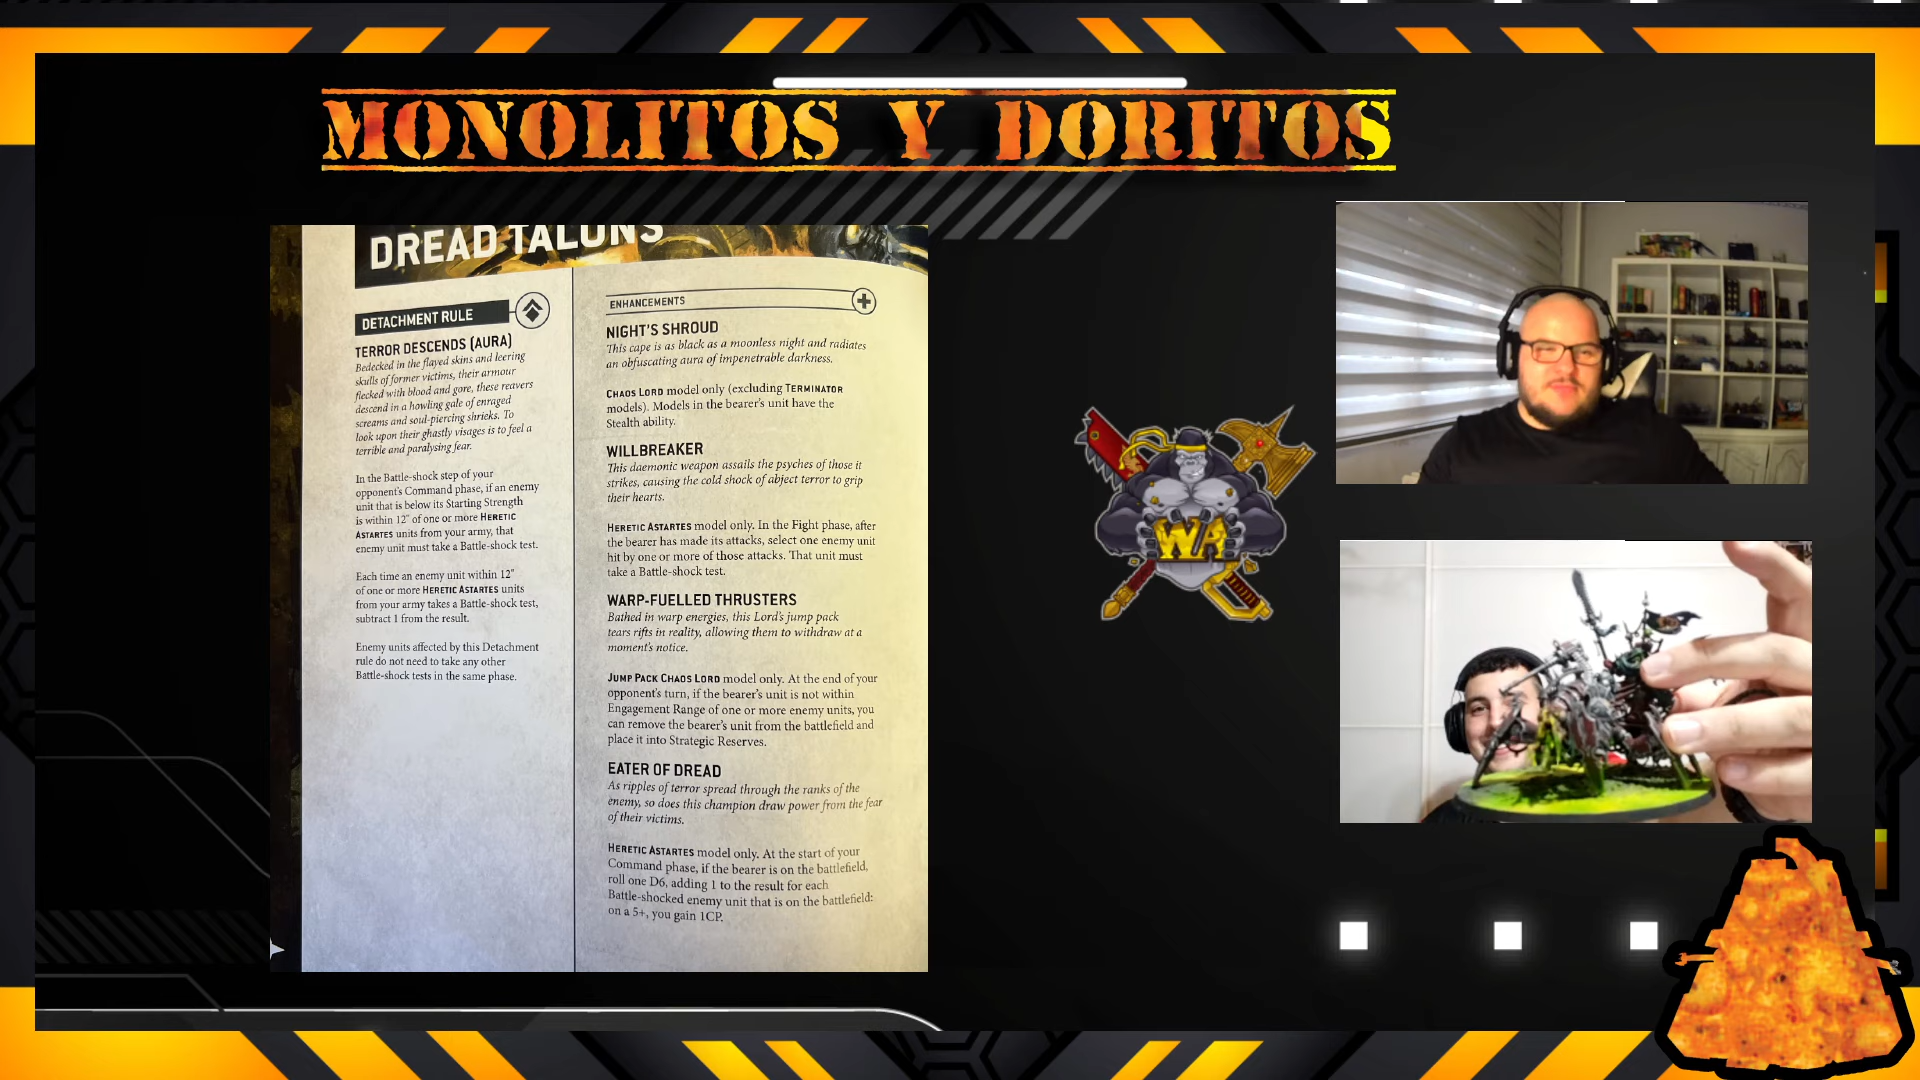 MONOLITOS Y DORITOS
DREAD TALONS
DETACHMENT RULE
TERROR DESCENDS (AURA)
Bedecked in the flayed skins and leering
skulls of former victims, their armour
flecked with blood and gore, these reavers
descend in a howling gale of enraged
screams and soul-piercing shrieks. To
look upon their ghastly visages is to feel a
terrible and paralysing fear.
In the Battle-shock step of your
opponent's Command phase, if an enemy
unit that is below its Starting Strength
is within 12" of one or more HERETIC
ASTARTES units from your army, that
enemy unit must take a Battle-shock test.
Each time an enemy unit within 12"
of one or more HERETIC ASTARTES units
from your army takes a Battle-shock test,
subtract 1 from the result.
Enemy units affected by this Detachment
rule do not need to take any other
Battle-shock tests in the same phase.
ENHANCEMENTS
NIGHT'S SHROUD
This cape is as black as a moonless night and radiates
an obfuscating aura of impenetrable darkness.
CHAOS LORD model only (excluding TERMINATOR
models). Models in the bearer's unit have the
Stealth ability.
WILLBREAKER
This daemonic weapon assails the psyches of those it
strikes, causing the cold shock of abject terror to grip
their hearts.
HERETIC ASTARTES model only. In the Fight phase, after
the bearer has made its attacks, select one enemy unit
hit by one or more of those attacks. That unit must
take a Battle-shock test.
WARP-FUELLED THRUSTERS
Bathed in warp energies, this Lord's jump pack
tears rifts in reality, allowing them to withdraw at a
moment's notice.
JUMP PACK CHAOS LORD model only. At the end of your
opponent's turn, if the bearer's unit is not within
Engagement Range of one or more enemy units, you
can remove the bearer's unit from the battlefield and
place it into Strategic Reserves.
EATER OF DREAD
As ripples of terror spread through the ranks of the
enemy, so does this champion draw power from the fear
of their victims.
HERETIC ASTARTES model only. At the start of your
Command phase, if the bearer is on the battlefield,
roll one D6, adding 1 to the result for each
Battle-shocked enemy unit that is on the battlefield:
on a 5+, you gain 1CP.
WA